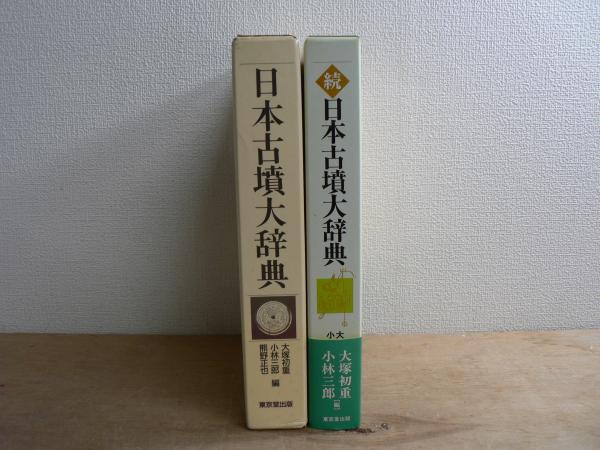 日本古墳大辞典
大塚初重
小林三郎 編
熊野正也
東京堂出版
続
日本古墳大辞典
大
小
大塚初重
小林三郎 [編]
東京堂出版